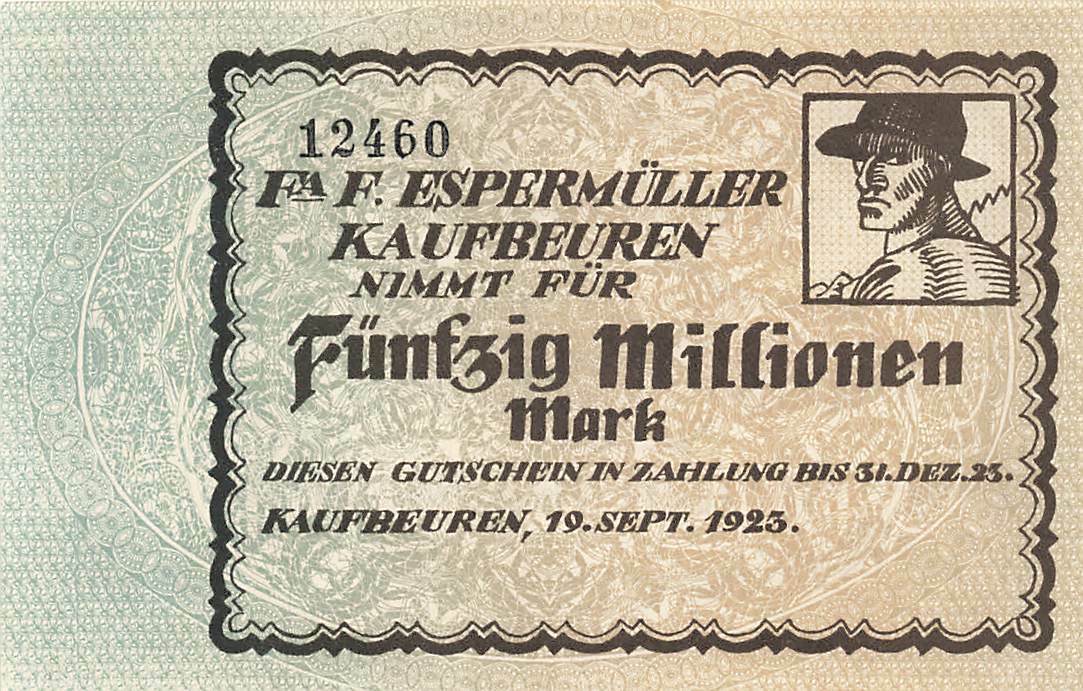 12460
FA F. ESPERMÜLLER
KAUFBEUREN
NIMMT FÜR
Fünfzig Millionen
Mark
DIESEN GUTSCHEIN IN ZAHLUNG BIS 31. DEZ. 23.
KAUFBEUREN, 19. SEPT. 1923.